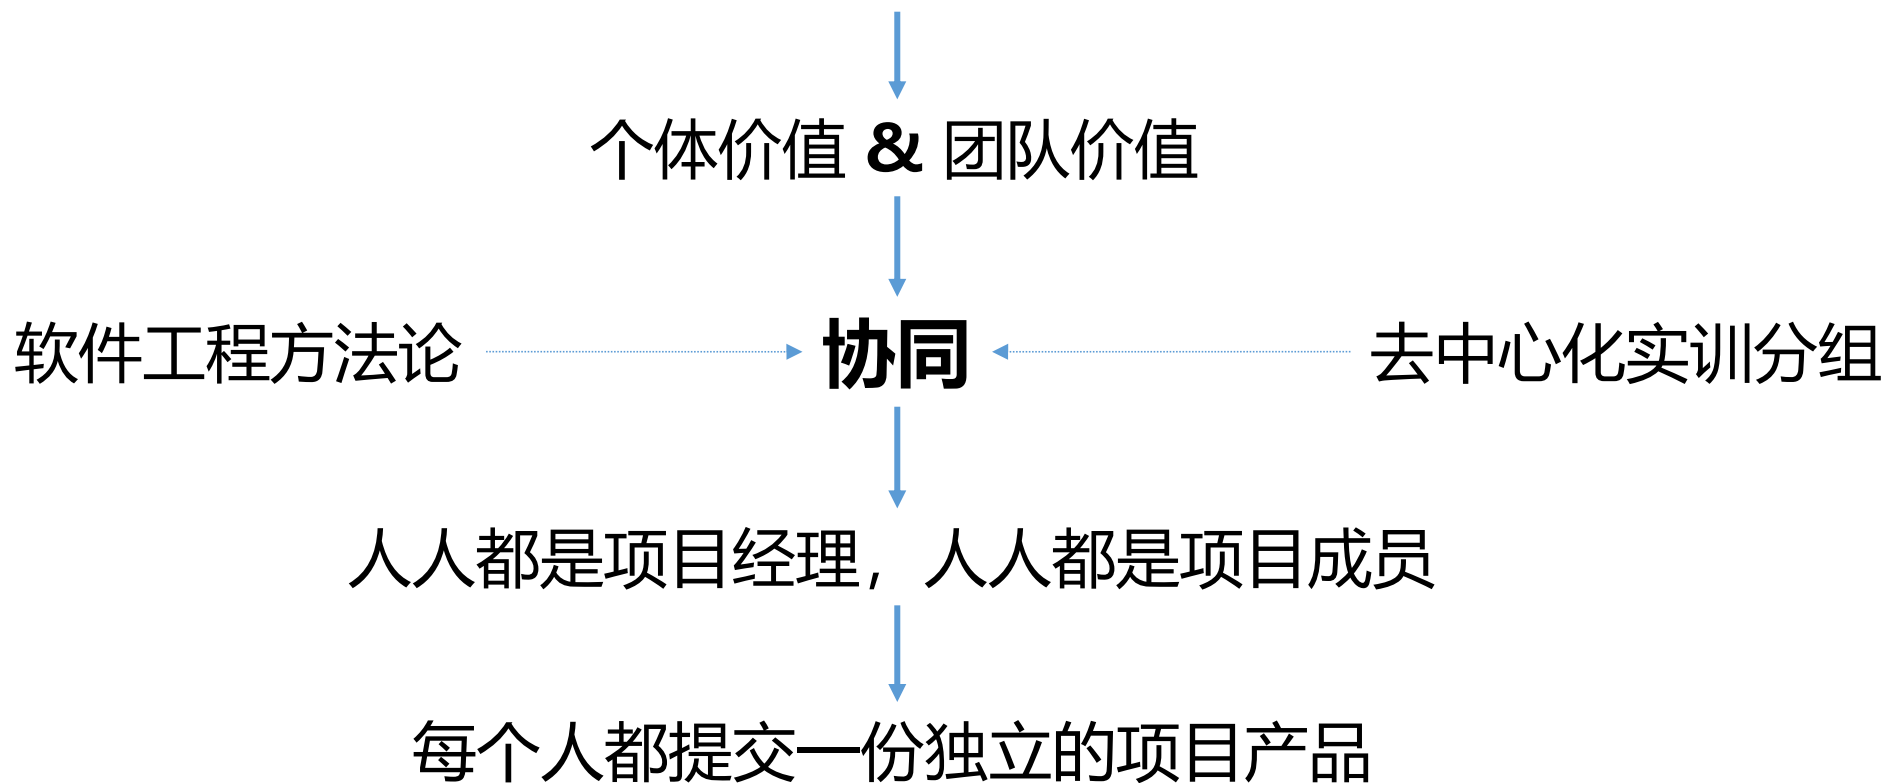 个体价值 & 团队价值
软件工程方法论
协同
去中心化实训分组
人人都是项目经理，人人都是项目成员
每个人都提交一份独立的项目产品